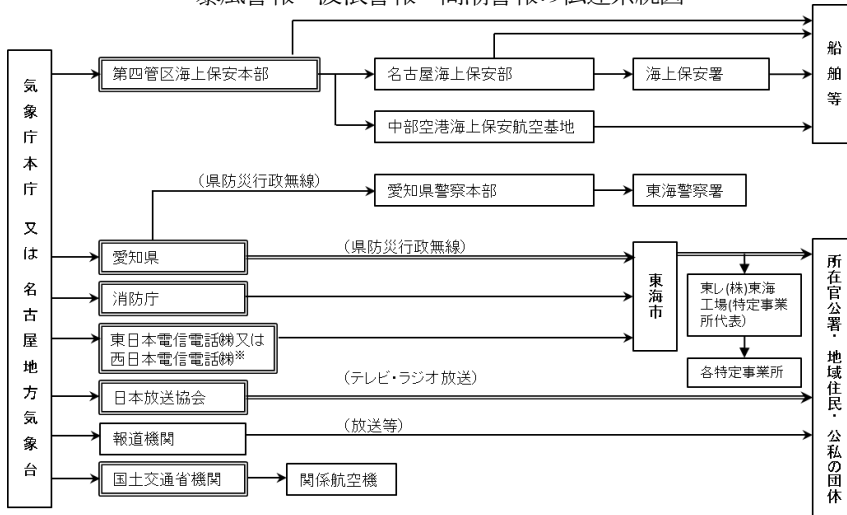 暴風警報・波浪警報・高潮警報の伝達系統図
気象庁本庁 又は 名古屋地方気象台
第四管区海上保安本部
名古屋海上保安部
海上保安署
船舶等
中部空港海上保安航空基地
(県防災行政無線)
愛知県警察本部
東海警察署
愛知県
(県防災行政無線)
東海市
所在官公署・地域住民・公私の団体
消防庁
東レ(株)東海
工場(特定事業
所代表)
東日本電信電話㈱又は
西日本電信電話㈱※
各特定事業所
(テレビ・ラジオ放送)
日本放送協会
(放送等)
報道機関
国土交通省機関
関係航空機